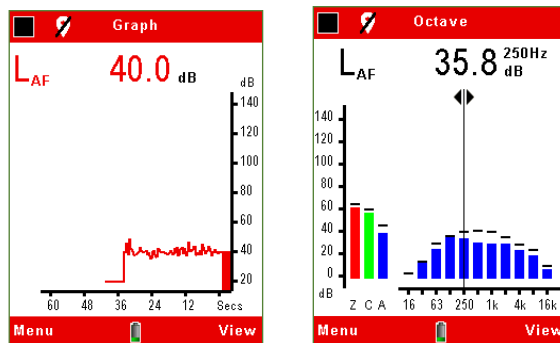 Graph
LAF 40.0 dB
dB
140
120
100
80
60
40
20
60 48 36 24 12 Secs
Menu View
Octave
LAF 35.8 250Hz dB
140
120
100
80
60
40
20
0
dB
Z C A 16 63 250 1k 4k 16k
Menu View